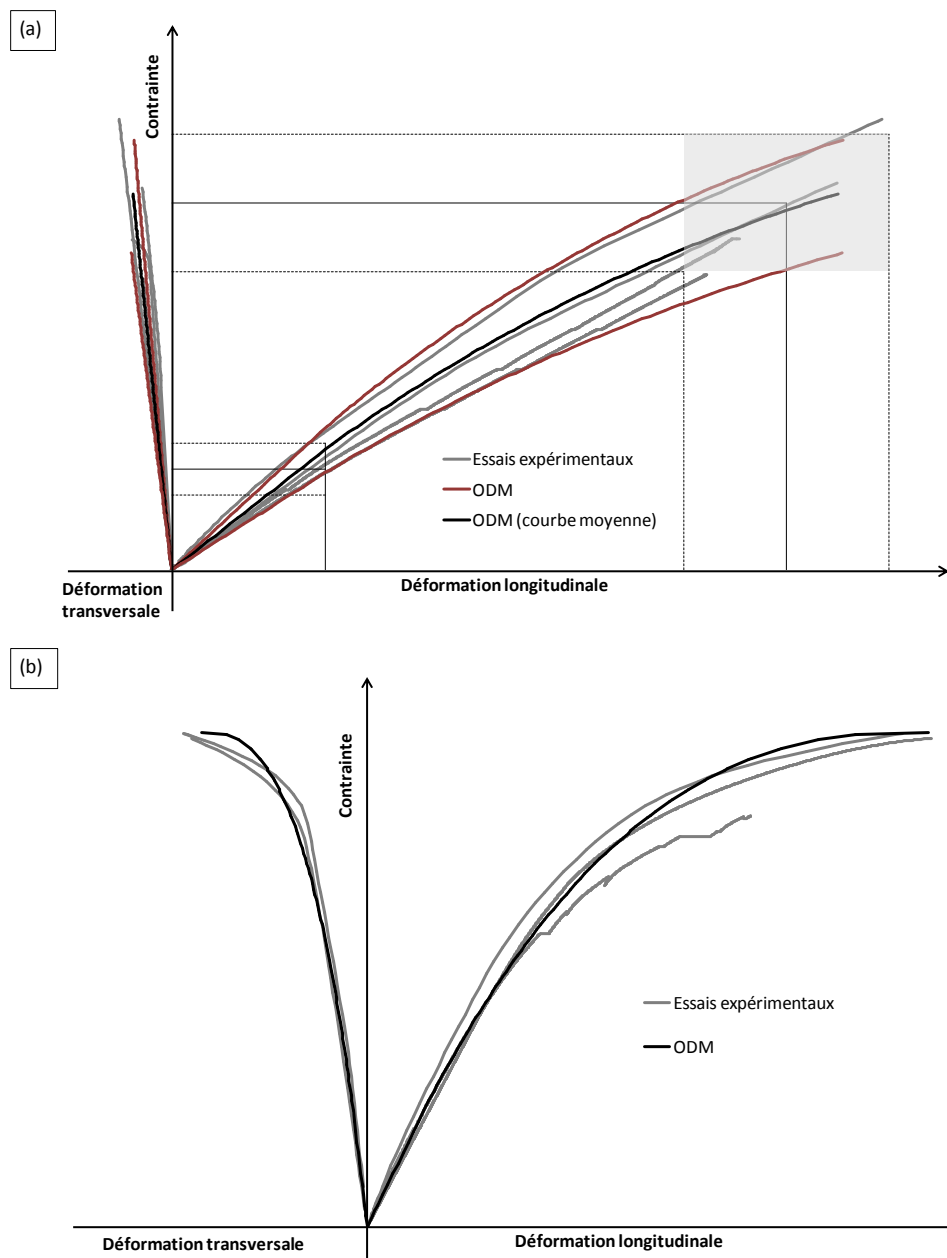 (a)
Contrainte
Essais expérimentaux
ODM
ODM (courbe moyenne)
Déformation
transversale
Déformation longitudinale
(b)
Contrainte
Essais expérimentaux
ODM
Déformation transversale
Déformation longitudinale